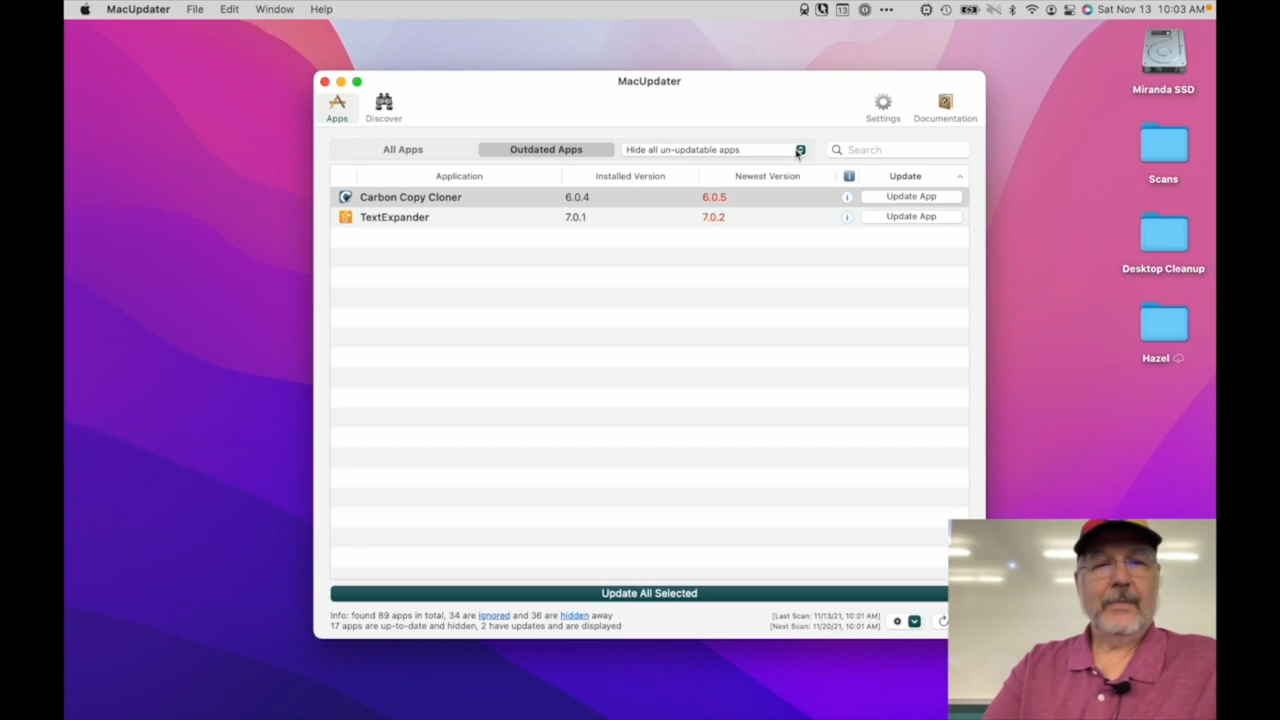 MacUpdater File Edit Window Help
13 Sat Nov 13 10:03 AM
Miranda SSD
Scans
Desktop Cleanup
Hazel
MacUpdater
Apps Discover Settings Documentation
All Apps Outdated Apps Hide all un-updatable apps Search
Application Installed Version Newest Version Update
Carbon Copy Cloner 6.0.4 6.0.5 Update App
TextExpander 7.0.1 7.0.2 Update App
Update All Selected
Info: found 89 apps in total, 34 are ignored and 36 are hidden away
17 apps are up-to-date and hidden, 2 have updates and are displayed
[Last Scan: 11/13/21, 10:01 AM]
[Next Scan: 11/20/21, 10:01 AM]